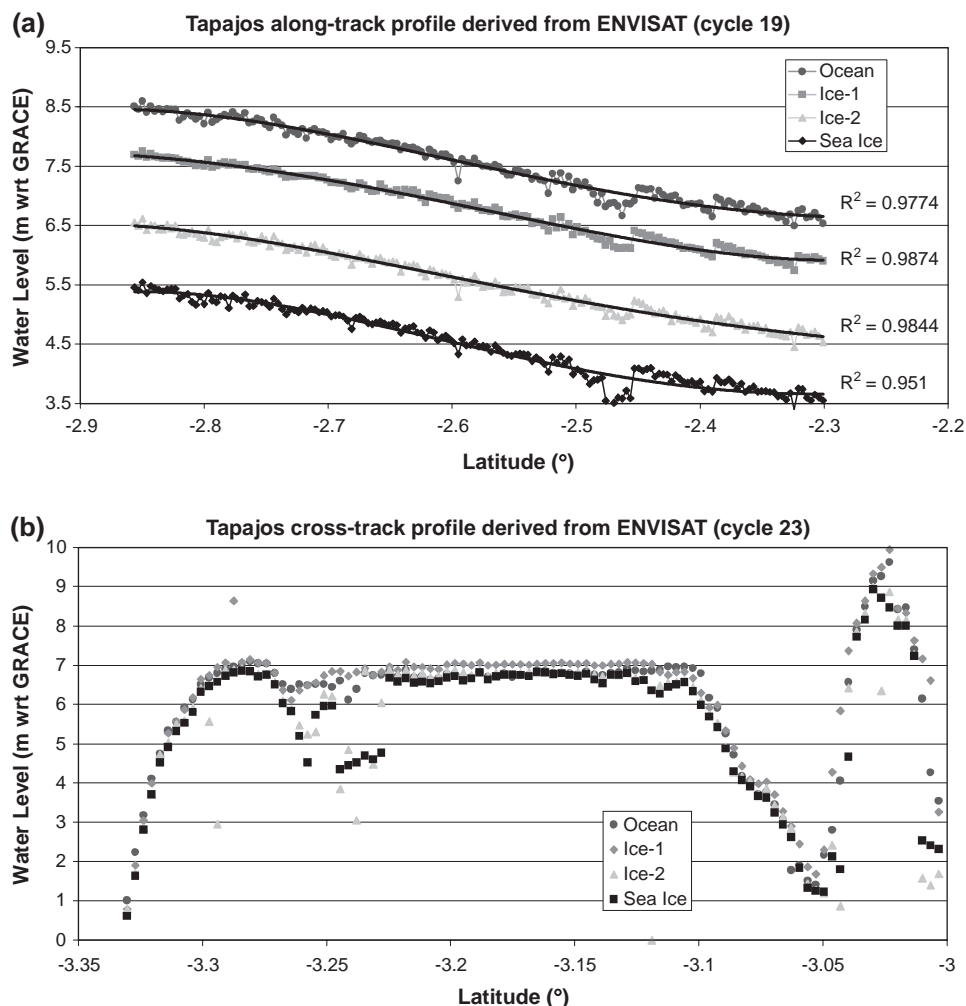 (a)
Tapajos along-track profile derived from ENVISAT (cycle 19)
Water Level (m wrt GRACE)
9.5
8.5
7.5
6.5
5.5
4.5
3.5
Ocean
Ice-1
Ice-2
Sea Ice
R² = 0.9774
R² = 0.9874
R² = 0.9844
R² = 0.951
-2.9 -2.8 -2.7 -2.6 -2.5 -2.4 -2.3 -2.2
Latitude (°)
(b)
Tapajos cross-track profile derived from ENVISAT (cycle 23)
Water Level (m wrt GRACE)
10
9
8
7
6
5
4
3
2
1
0
Ocean
Ice-1
Ice-2
Sea Ice
-3.35 -3.3 -3.25 -3.2 -3.15 -3.1 -3.05 -3
Latitude (°)